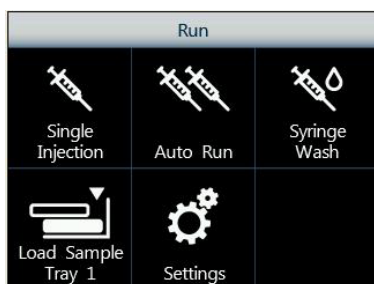 Run
Single
Injection
Auto Run
Syringe
Wash
Load Sample
Tray 1
Settings